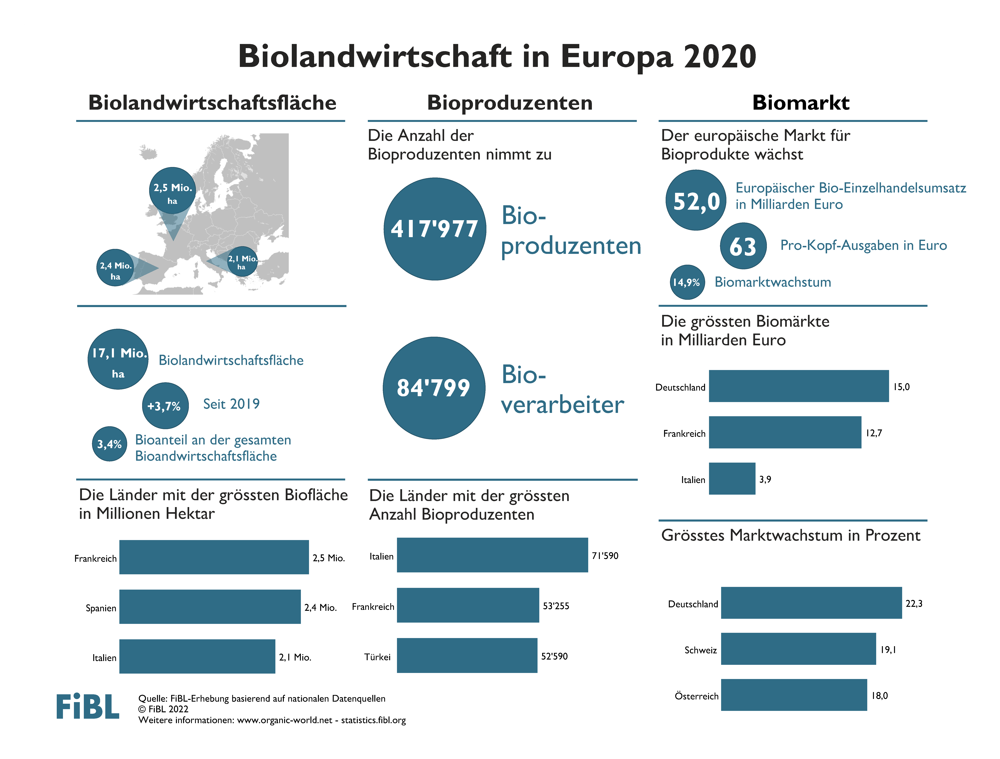 Biolandwirtschaft in Europa 2020
Biolandwirtschaftsfläche
2,5 Mio.
ha
2,4 Mio.
ha
2,1 Mio.
ha
17,1 Mio.
ha
Biolandwirtschaftsfläche
+3,7%
Seit 2019
3,4%
Bioanteil an der gesamten
Bioandwirtschaftsfläche
Die Länder mit der grössten Biofläche
in Millionen Hektar
Frankreich 2,5 Mio.
Spanien 2,4 Mio.
Italien 2,1 Mio.
Bioproduzenten
Die Anzahl der
Bioproduzenten nimmt zu
417'977
Bio-
produzenten
84'799
Bio-
verarbeiter
Die Länder mit der grössten
Anzahl Bioproduzenten
Italien 71'590
Frankreich 53'255
Türkei 52'590
Biomarkt
Der europäische Markt für
Bioprodukte wächst
52,0
Europäischer Bio-Einzelhandelsumsatz
in Milliarden Euro
63
Pro-Kopf-Ausgaben in Euro
14,9%
Biomarktwachstum
Die grössten Biomärkte
in Milliarden Euro
Deutschland 15,0
Frankreich 12,7
Italien 3,9
Grösstes Marktwachstum in Prozent
Deutschland 22,3
Schweiz 19,1
Österreich 18,0
FiBL
Quelle: FiBL-Erhebung basierend auf nationalen Datenquellen
© FiBL 2022
Weitere informationen: www.organic-world.net - statistics.fibl.org